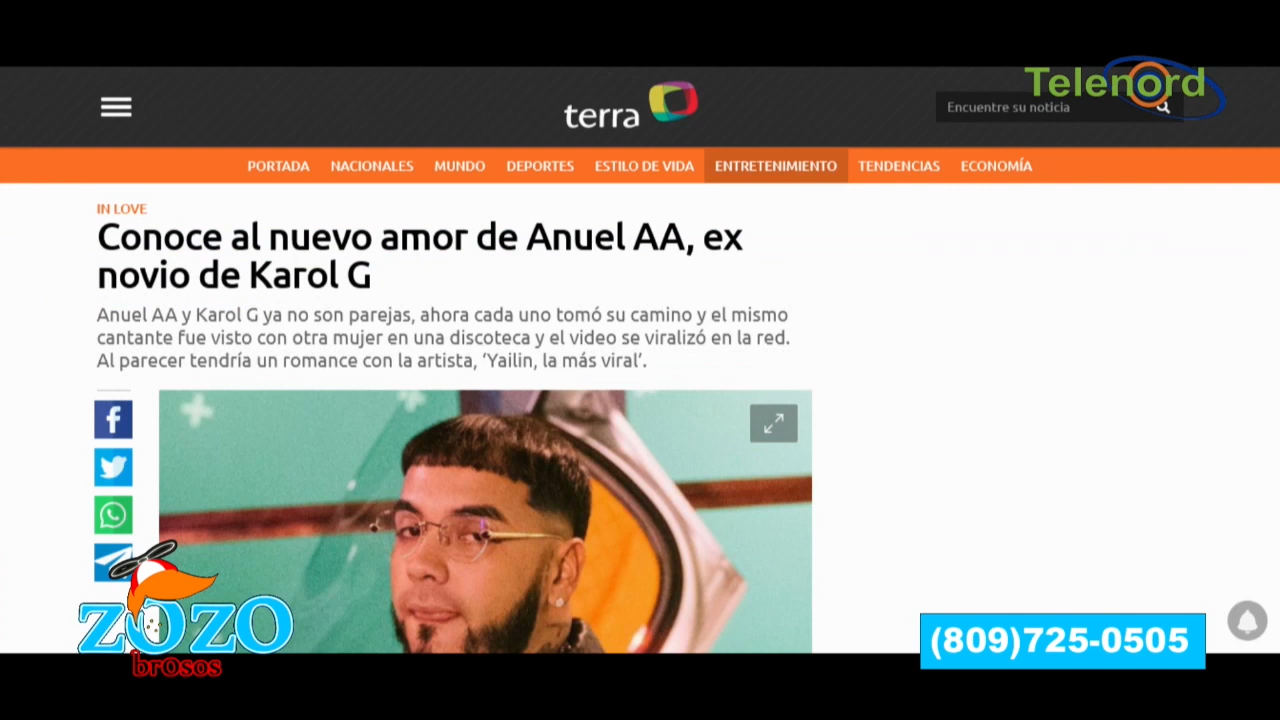 Telenord
terra
Encuentre su noticia
PORTADA NACIONALES MUNDO DEPORTES ESTILO DE VIDA ENTRETENIMIENTO TENDENCIAS ECONOMÍA
IN LOVE
Conoce al nuevo amor de Anuel AA, ex
novio de Karol G
Anuel AA y Karol G ya no son parejas, ahora cada uno tomó su camino y el mismo
cantante fue visto con otra mujer en una discoteca y el video se viralizó en la red.
Al parecer tendría un romance con la artista, ‘Yailin, la más viral’.
ZOZO
brOsos
(809)725-0505